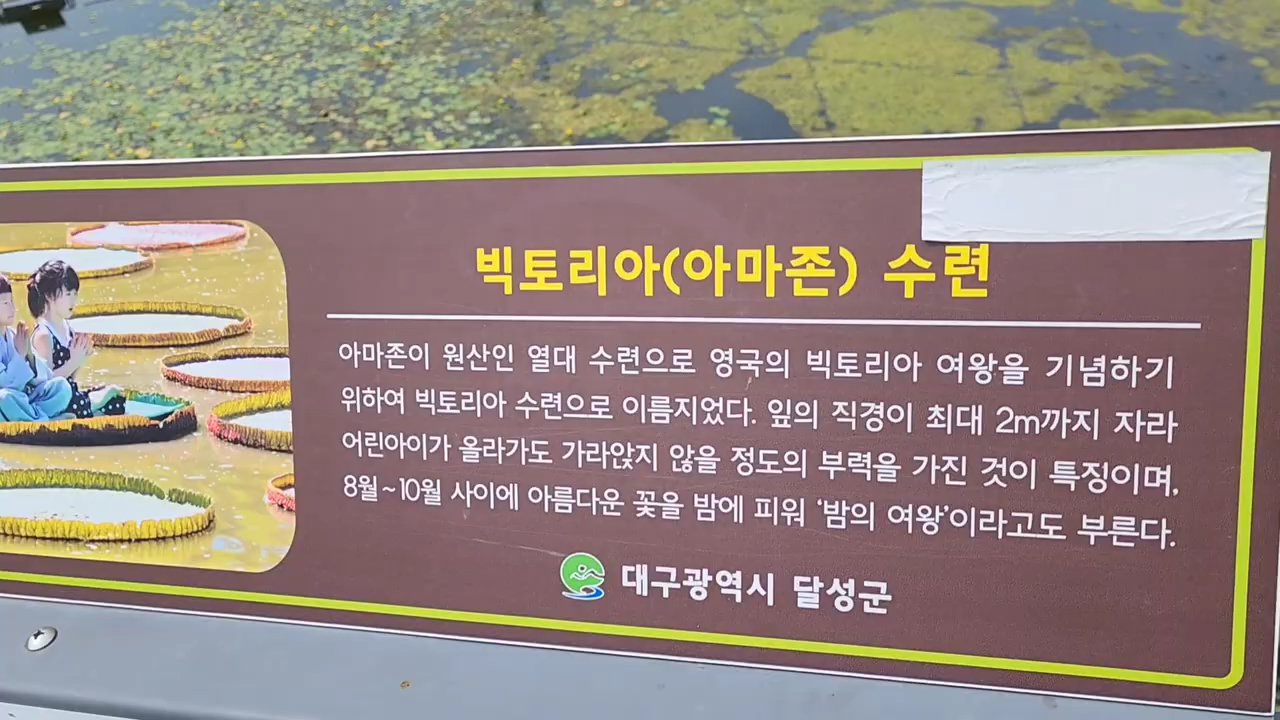 빅토리아(아마존) 수련
아마존이 원산인 열대 수련으로 영국의 빅토리아 여왕을 기념하기
위하여 빅토리아 수련으로 이름지었다. 잎의 직경이 최대 2m까지 자라
어린아이가 올라가도 가라앉지 않을 정도의 부력을 가진 것이 특징이며,
8월~10월 사이에 아름다운 꽃을 밤에 피워 ‘밤의 여왕’이라고도 부른다.
대구광역시 달성군